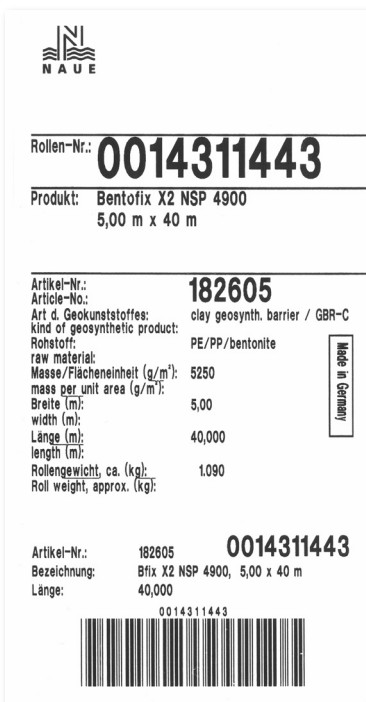 NAUE
Rollen-Nr.: 0014311443
Produkt: Bentofix X2 NSP 4900
5,00 m x 40 m
Artikel-Nr.:
Article-No.: 182605
Art d. Geokunststoffes: clay geosynth. barrier / GBR-C
kind of geosynthetic product:
Rohstoff: PE/PP/bentonite
raw material:
Masse/Flächeneinheit (g/m²): 5250
mass per unit area (g/m²):
Breite (m): 5,00
width (m):
Länge (m): 40,000
length (m):
Rollengewicht, ca. (kg): 1.090
Roll weight, approx. (kg):
Made in Germany
Artikel-Nr.: 182605 0014311443
Bezeichnung: Bfix X2 NSP 4900, 5,00 x 40 m
Länge: 40,000
0014311443